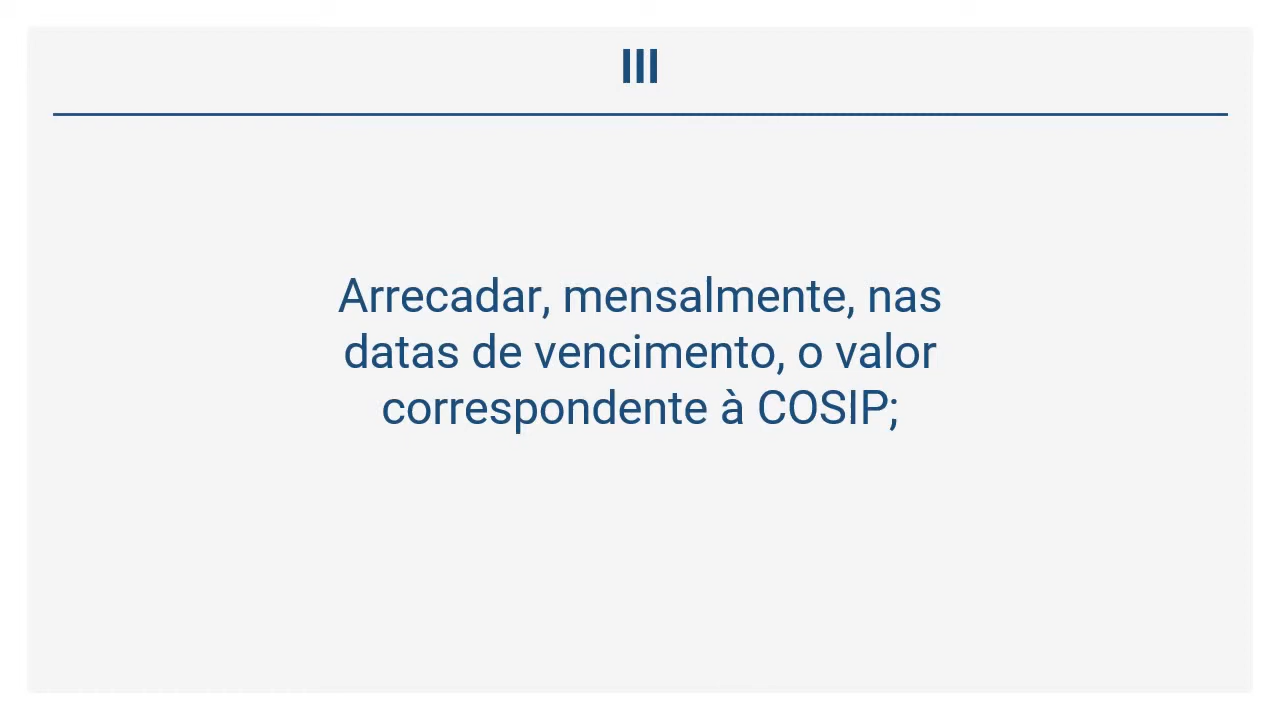 III
Arrecadar, mensalmente, nas
datas de vencimento, o valor
correspondente à COSIP;